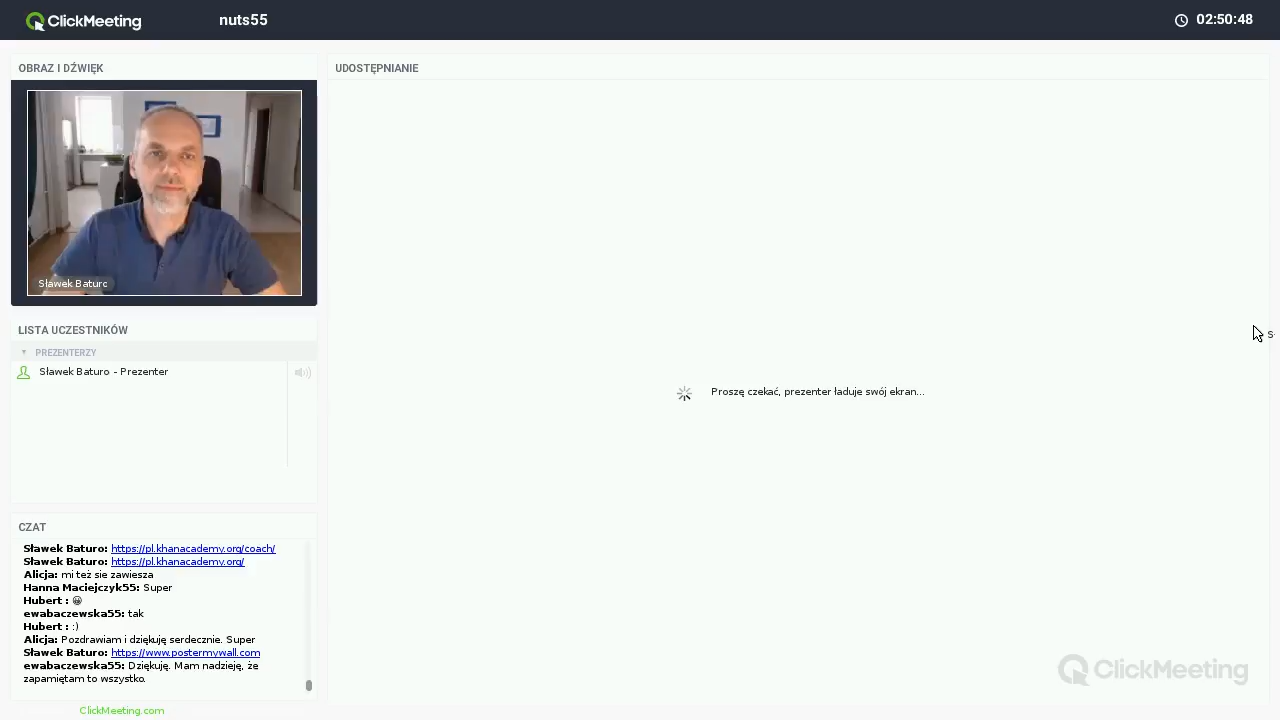 ClickMeeting
nuts55
02:50:48
OBRAZ I DŹWIĘK
Sławek Baturo
LISTA UCZESTNIKÓW
PREZENTERZY
Sławek Baturo - Prezenter
CZAT
Sławek Baturo: https://pl.khanacademy.org/coach/
Sławek Baturo: https://pl.khanacademy.org/
Alicja: mi też sie zawiesza
Hanna Maciejczyk55: Super
Hubert : 😀
ewabaczewska55: tak
Hubert : :)
Alicja: Pozdrawiam i dziękuję serdecznie. Super
Sławek Baturo: https://www.postermywall.com
ewabaczewska55: Dziękuję. Mam nadzieję, że
zapamiętam to wszystko.
ClickMeeting.com
UDOSTĘPNIANIE
Proszę czekać, prezenter ładuje swój ekran...
ClickMeeting